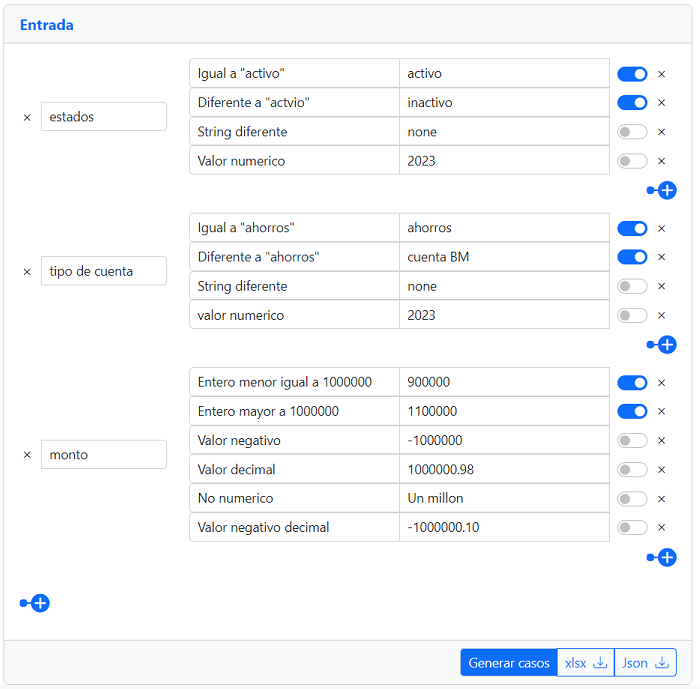 Entrada
estados
Igual a "activo" activo
Diferente a "actvio" inactivo
String diferente none
Valor numerico 2023
tipo de cuenta
Igual a "ahorros" ahorros
Diferente a "ahorros" cuenta BM
String diferente none
valor numerico 2023
monto
Entero menor igual a 1000000 900000
Entero mayor a 1000000 1100000
Valor negativo -1000000
Valor decimal 1000000.98
No numerico Un millon
Valor negativo decimal -1000000.10
Generar casos xlsx Json